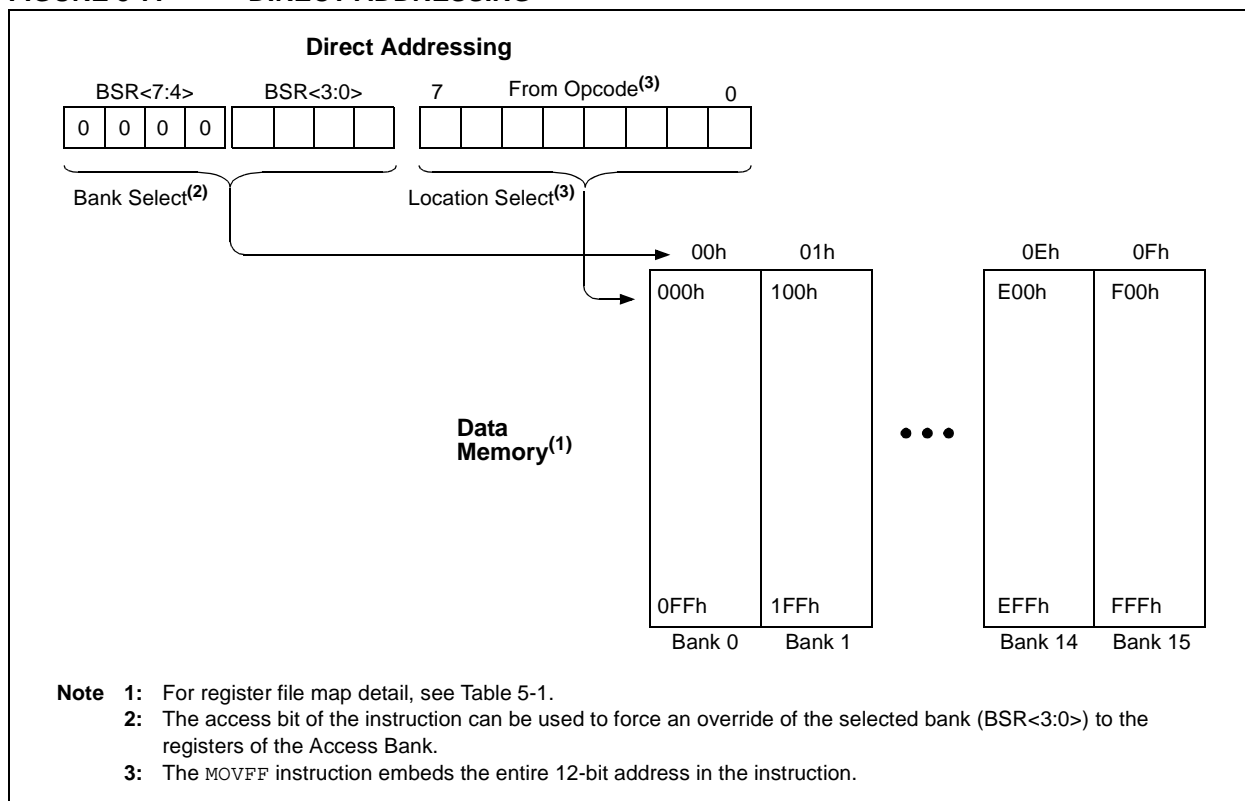 Direct Addressing
BSR<7:4> BSR<3:0> 7 From Opcode(3) 0
0 0 0 0
Bank Select(2) Location Select(3)
00h 01h 0Eh 0Fh
000h 100h E00h F00h
Data
Memory(1)
0FFh 1FFh EFFh FFFh
Bank 0 Bank 1 Bank 14 Bank 15
Note 1: For register file map detail, see Table 5-1.
2: The access bit of the instruction can be used to force an override of the selected bank (BSR<3:0>) to the
registers of the Access Bank.
3: The MOVFF instruction embeds the entire 12-bit address in the instruction.